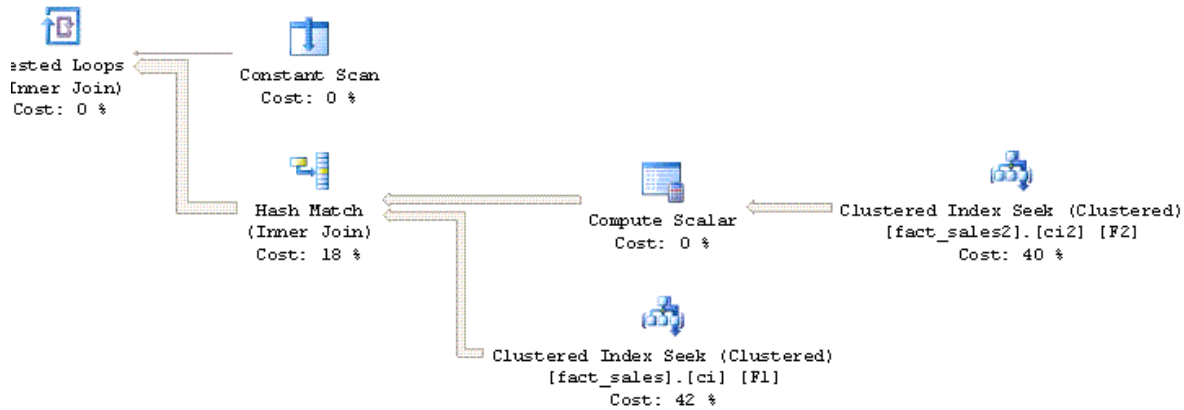 ested Loops
Inner Join)
Cost: 0 %
Constant Scan
Cost: 0 %
Hash Match
(Inner Join)
Cost: 18 %
Compute Scalar
Cost: 0 %
Clustered Index Seek (Clustered)
[fact_sales2].[ci2] [F2]
Cost: 40 %
Clustered Index Seek (Clustered)
[fact_sales].[ci] [F1]
Cost: 42 %